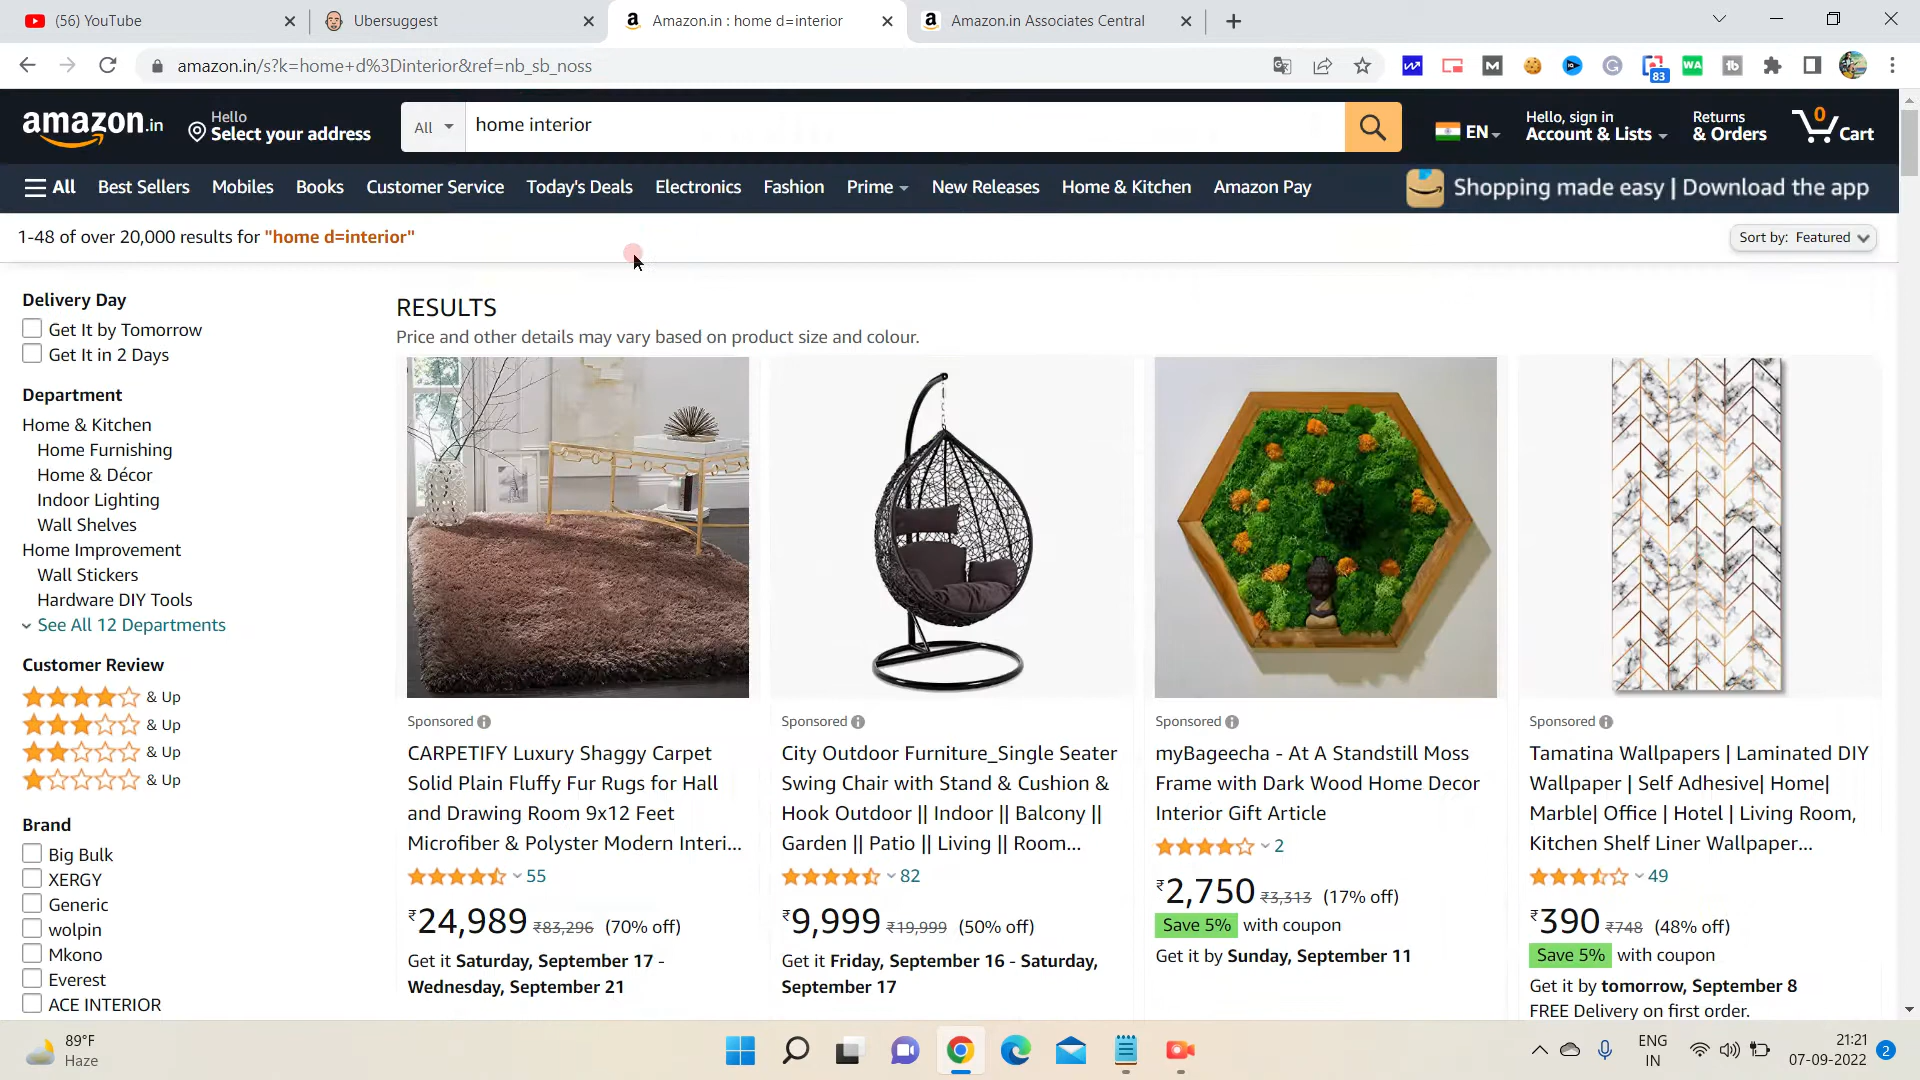 (56) YouTube
Ubersuggest
Amazon.in : home d=interior
Amazon.in Associates Central
amazon.in/s?k=home+d%3Dinterior&ref=nb_sb_noss
83
WA
amazon.in
Hello
Select your address
All
home interior
EN
Hello, sign in
Account & Lists
Returns
& Orders
0
Cart
All
Best Sellers
Mobiles
Books
Customer Service
Today's Deals
Electronics
Fashion
Prime
New Releases
Home & Kitchen
Amazon Pay
Shopping made easy | Download the app
1-48 of over 20,000 results for "home d=interior"
Sort by: Featured
Delivery Day
Get It by Tomorrow
Get It in 2 Days
Department
Home & Kitchen
Home Furnishing
Home & Décor
Indoor Lighting
Wall Shelves
Home Improvement
Wall Stickers
Hardware DIY Tools
See All 12 Departments
Customer Review
& Up
& Up
& Up
& Up
Brand
Big Bulk
XERGY
Generic
wolpin
Mkono
Everest
ACE INTERIOR
RESULTS
Price and other details may vary based on product size and colour.
Sponsored
CARPETIFY Luxury Shaggy Carpet
Solid Plain Fluffy Fur Rugs for Hall
and Drawing Room 9x12 Feet
Microfiber & Polyster Modern Interi...
55
₹24,989 ₹83,296 (70% off)
Get it Saturday, September 17 -
Wednesday, September 21
Sponsored
City Outdoor Furniture_Single Seater
Swing Chair with Stand & Cushion &
Hook Outdoor || Indoor || Balcony ||
Garden || Patio || Living || Room...
82
₹9,999 ₹19,999 (50% off)
Get it Friday, September 16 - Saturday,
September 17
Sponsored
myBageecha - At A Standstill Moss
Frame with Dark Wood Home Decor
Interior Gift Article
2
₹2,750 ₹3,313 (17% off)
Save 5% with coupon
Get it by Sunday, September 11
Sponsored
Tamatina Wallpapers | Laminated DIY
Wallpaper | Self Adhesive| Home|
Marble| Office | Hotel | Living Room,
Kitchen Shelf Liner Wallpaper...
49
₹390 ₹748 (48% off)
Save 5% with coupon
Get it by tomorrow, September 8
FREE Delivery on first order.
89°F
Haze
ENG
IN
21:21
07-09-2022
2